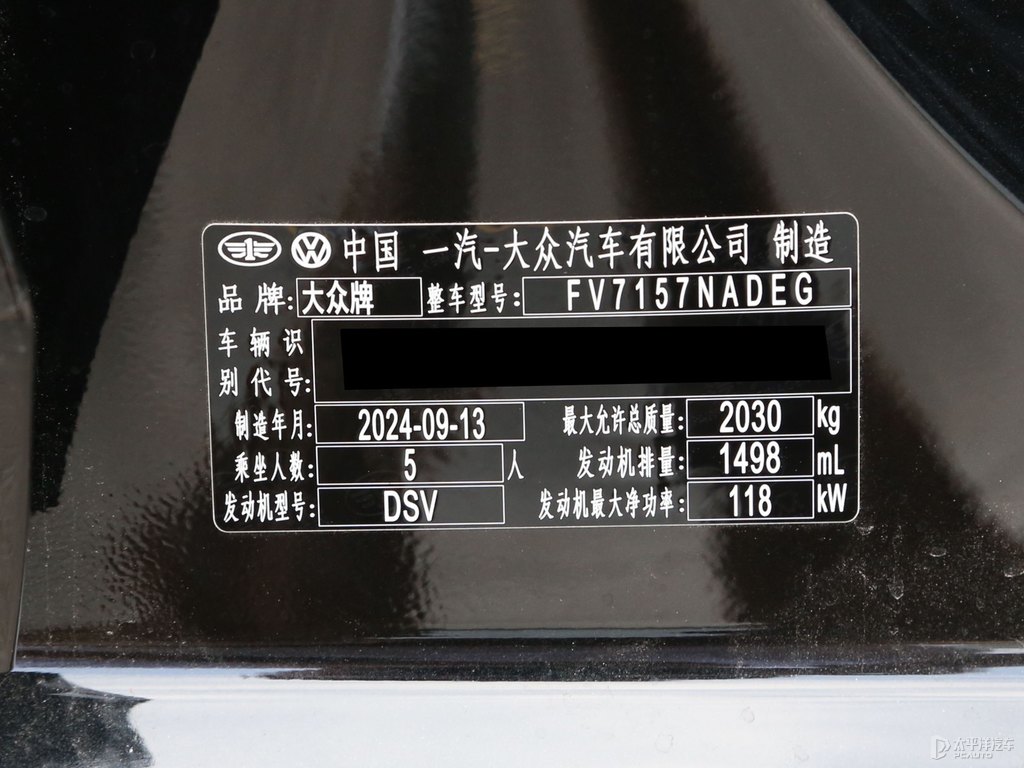 中国 一汽-大众汽车有限公司 制造
品牌: 大众牌 整车型号: FV7157NADEG
车辆识
别代号:
制造年月: 2024-09-13 最大允许总质量: 2030 kg
乘坐人数: 5 人 发动机排量: 1498 mL
发动机型号: DSV 发动机最大净功率: 118 kW
太平洋汽车
PCAUTO